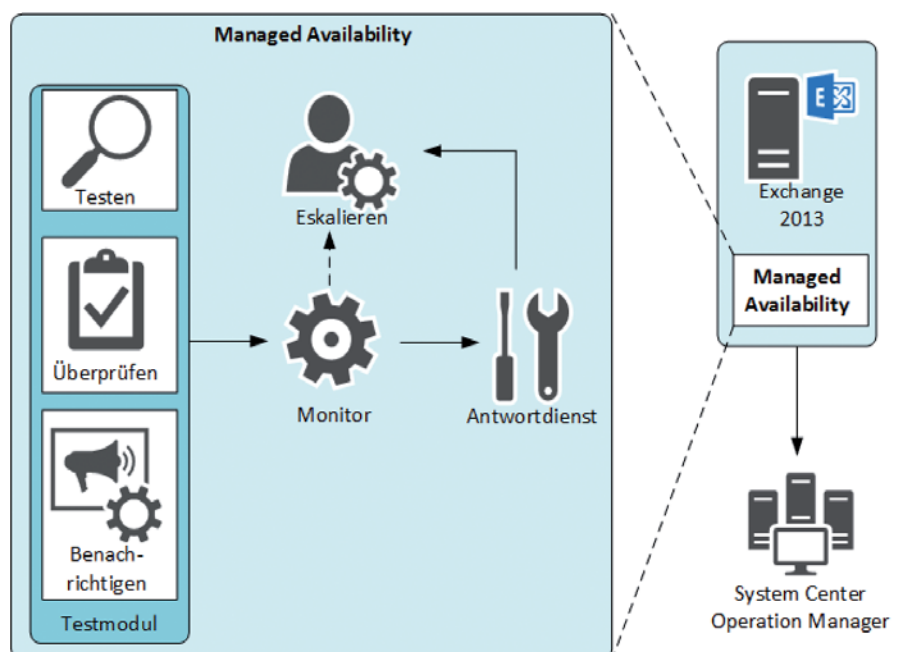 Managed Availability
Testen
Überprüfen
Benach-
richtigen
Testmodul
Eskalieren
Monitor
Antwortdienst
E
Exchange
2013
Managed
Availability
System Center
Operation Manager